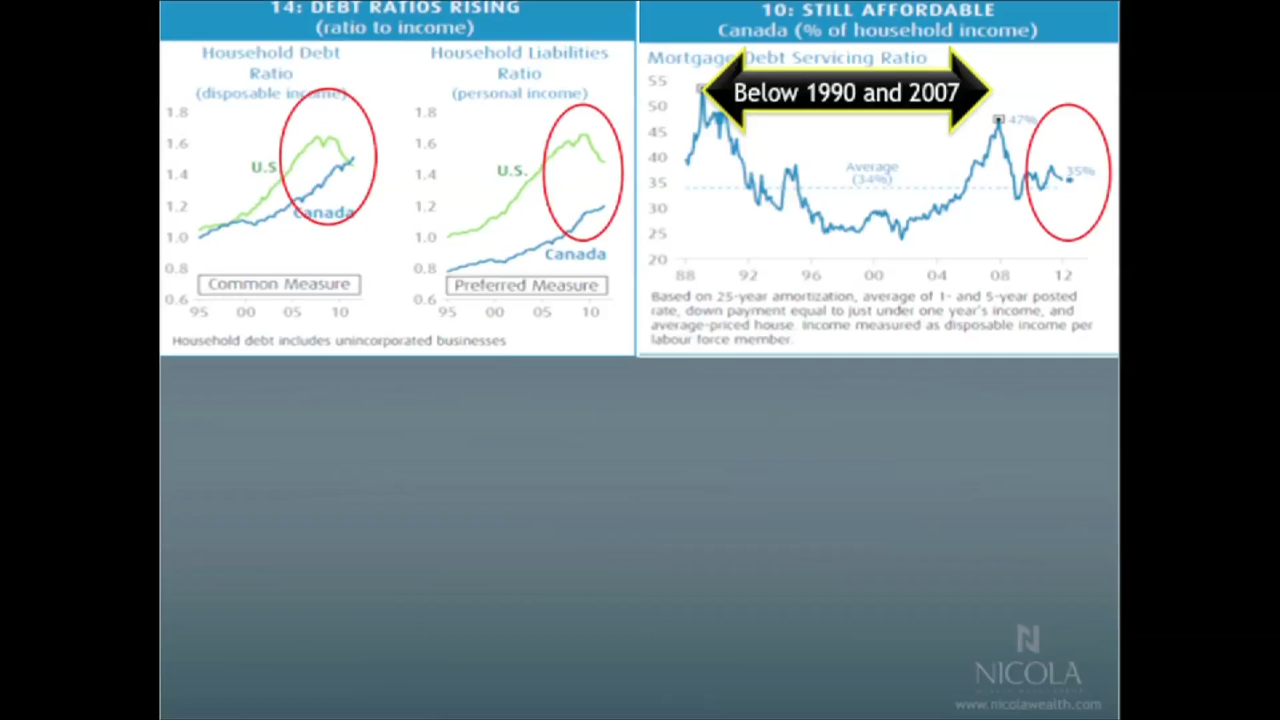 14: DEBT RATIOS RISING
(ratio to income)
Household Debt
Ratio
(disposable income)
1.8
1.6
1.4
1.2
1.0
0.8
0.6
U.S.
Canada
Common Measure
95 00 05 10
Household Liabilities
Ratio
(personal income)
1.8
1.6
1.4
1.2
1.0
0.8
0.6
U.S.
Canada
Preferred Measure
95 00 05 10
Household debt includes unincorporated businesses
10: STILL AFFORDABLE
Canada (% of household income)
Mortgage Debt Servicing Ratio
Below 1990 and 2007
55
50
45
40
35
30
25
20
47%
Average
(34%)
35%
88 92 96 00 04 08 12
Based on 25-year amortization, average of 1- and 5-year posted
rate, down payment equal to just under one year's income, and
average-priced house. Income measured as disposable income per
labour force member.
NICOLA
www.nicolawealth.com